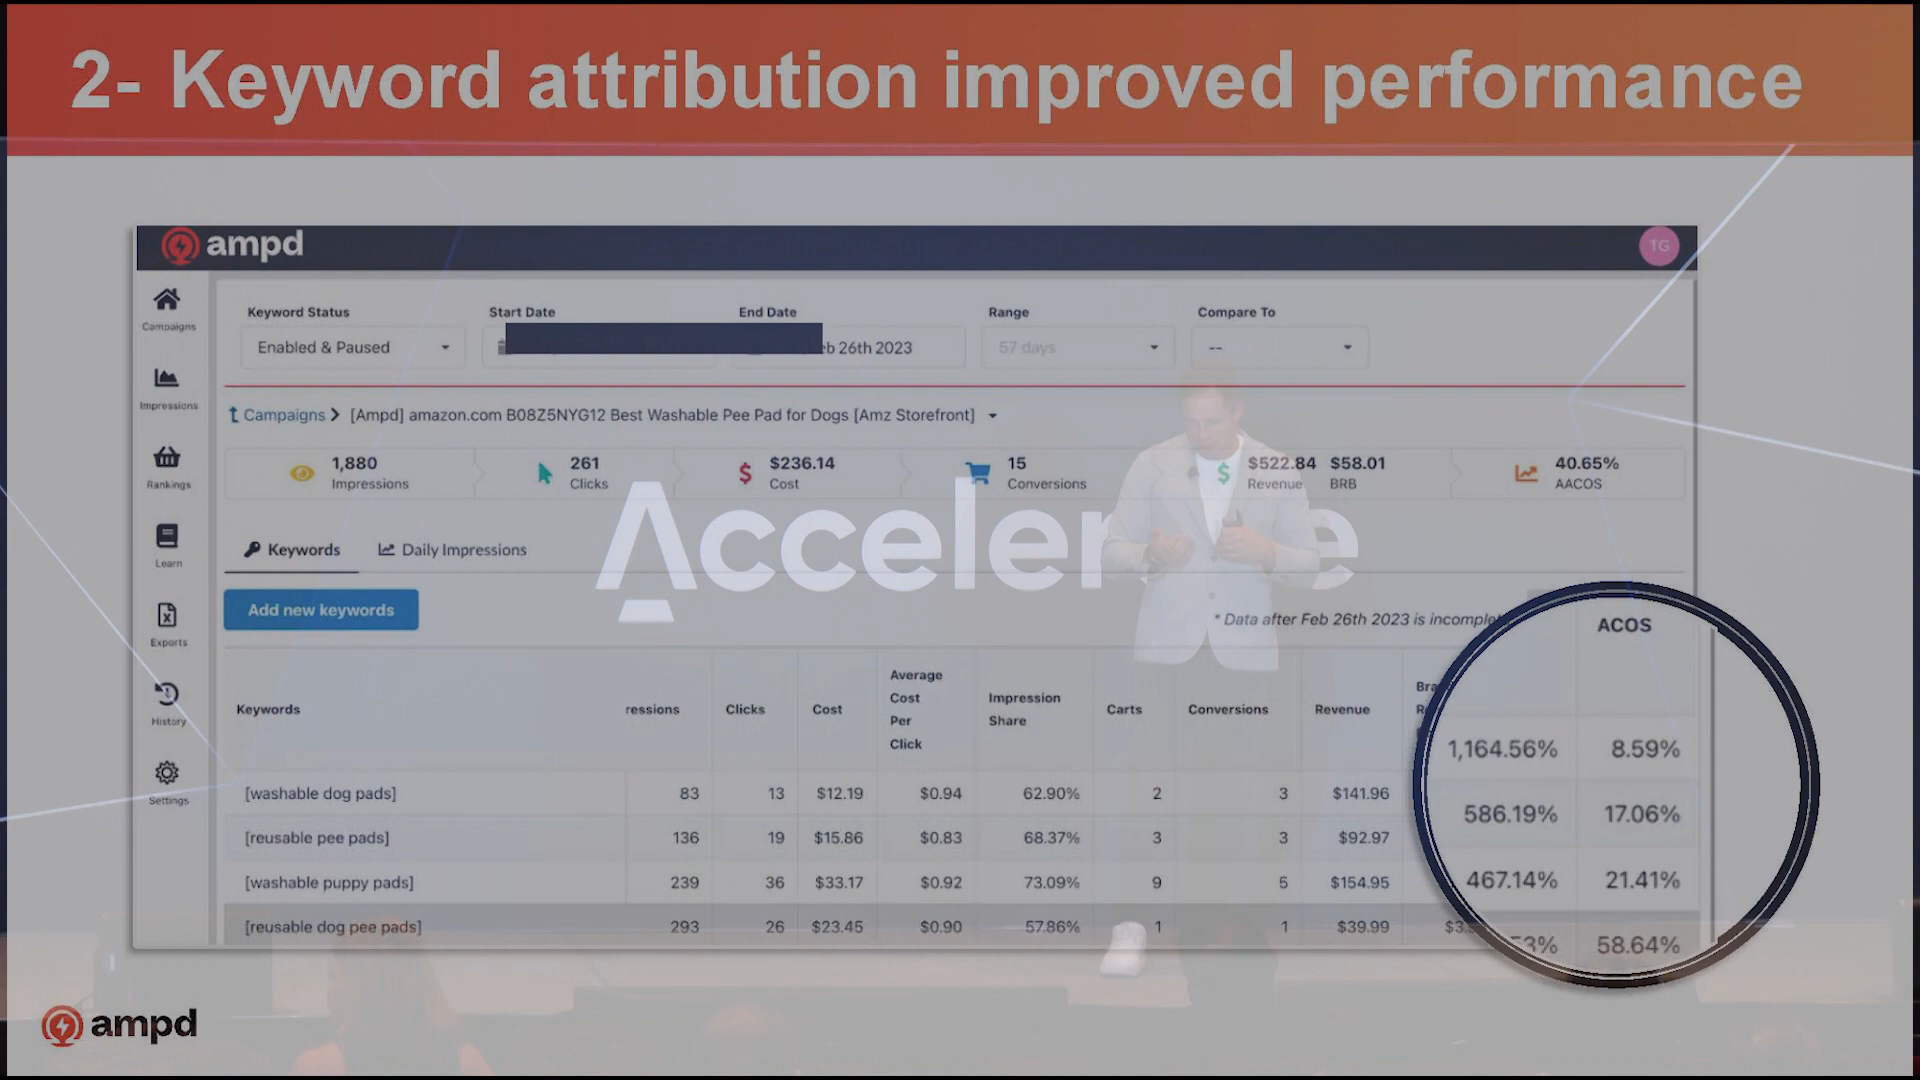 2- Keyword attribution improved performance
ampd
TG
Campaigns
Impressions
Rankings
Learn
Exports
History
Settings
Keyword Status
Start Date
End Date
Range
Compare To
Enabled & Paused
26th 2023
57 days
--
Campaigns > [Ampd] amazon.com B08Z5NYG12 Best Washable Pee Pad for Dogs [Amz Storefront]
1,880
Impressions
261
Clicks
$236.14
Cost
15
Conversions
$522.84 $58.01
Revenue BRB
40.65%
AACOS
Keywords
Daily Impressions
Add new keywords
* Data after Feb 26th 2023 is
Keywords
Clicks
Cost
Average
Cost
Per
Click
Impression
Share
Carts
Conversions
Revenue
ACOS
[washable dog pads] 83 13 $12.19 $0.94 62.90% 2 3 $141.96 1,164.56% 8.59%
[reusable pee pads] 136 19 $15.86 $0.83 68.37% 3 3 $92.97 586.19% 17.06%
[washable puppy pads] 239 36 $33.17 $0.92 73.09% 9 5 $154.95 467.14% 21.41%
[reusable dog pee pads] 293 26 $23.45 $0.90 57.86% 1 1 $39.99 58.64%
ampd